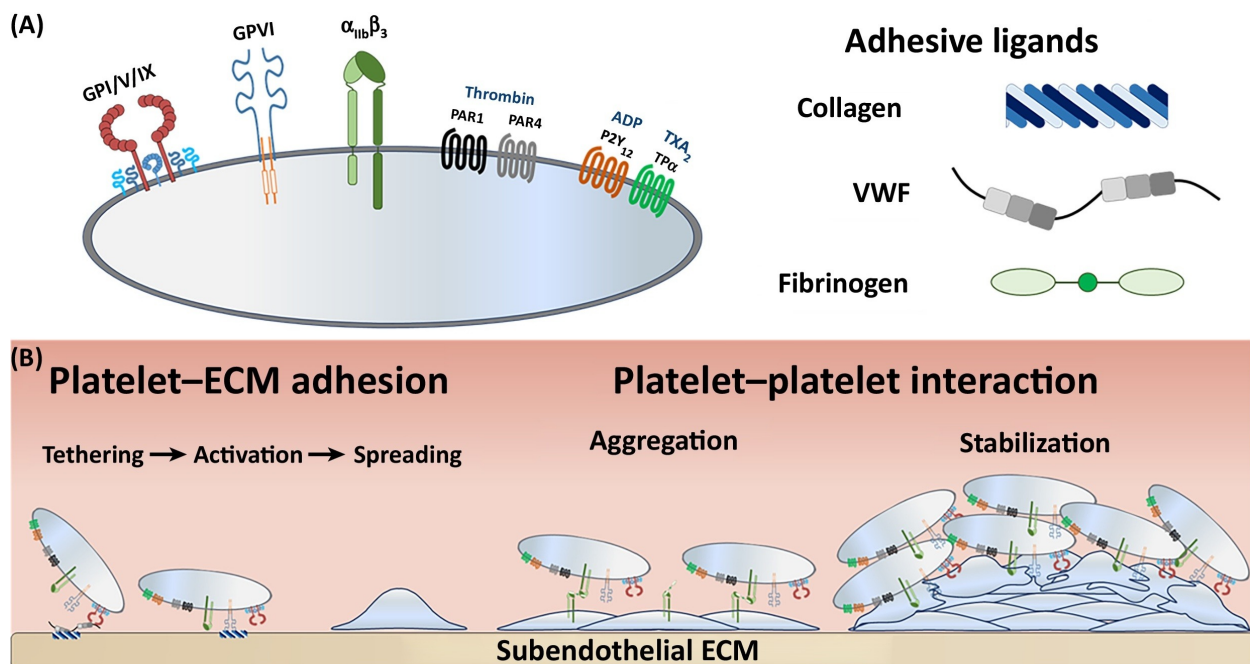 (A)
GPI/V/IX
GPVI
αIIbβ3
Thrombin
PAR1
PAR4
ADP
P2Y12
TXA2
TPα
Adhesive ligands
Collagen
VWF
Fibrinogen
(B)
Platelet–ECM adhesion
Platelet–platelet interaction
Tethering → Activation → Spreading
Aggregation
Stabilization
Subendothelial ECM